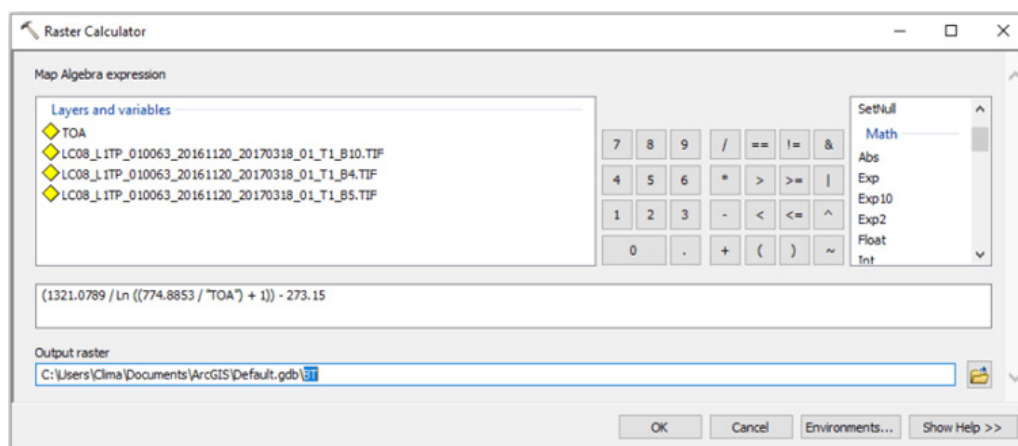 Raster Calculator
Map Algebra expression
Layers and variables
TOA
LC08_L1TP_010063_20161120_20170318_01_T1_B10.TIF
LC08_L1TP_010063_20161120_20170318_01_T1_B4.TIF
LC08_L1TP_010063_20161120_20170318_01_T1_B5.TIF
7 8 9 / == != &
4 5 6 * > >= |
1 2 3 - < <= ^
0 . + ( ) ~
SetNull
Math
Abs
Exp
Exp10
Exp2
Float
Int
(1321.0789 / Ln ((774.8853 / "TOA") + 1)) - 273.15
Output raster
C:\Users\Clima\Documents\ArcGIS\Default.gdb\BT
OK Cancel Environments... Show Help >>